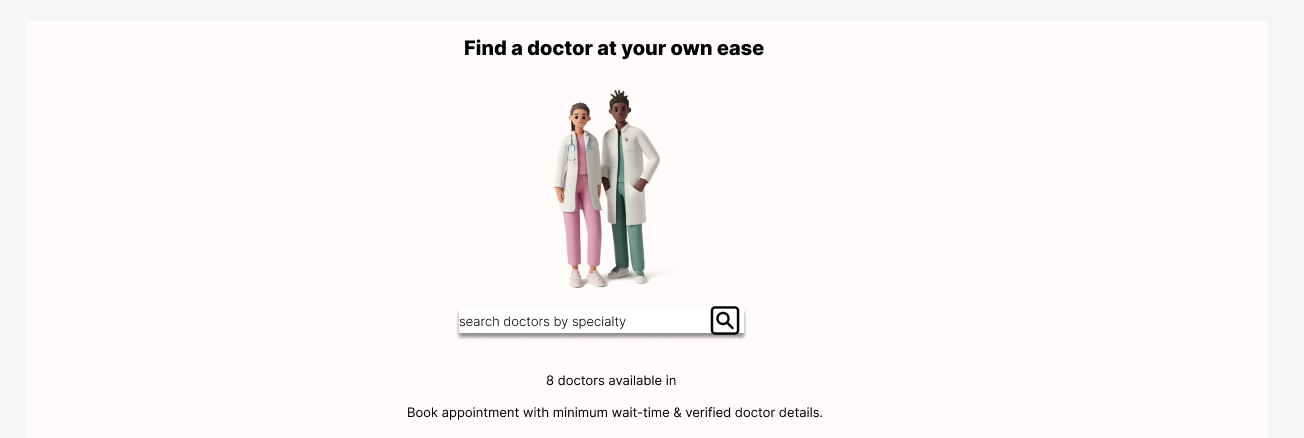 Find a doctor at your own ease
search doctors by specialty
8 doctors available in
Book appointment with minimum wait-time & verified doctor details.